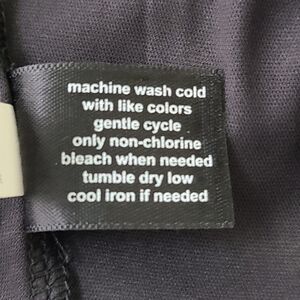 machine wash cold
with like colors
gentle cycle
only non-chlorine
bleach when needed
tumble dry low
cool iron if needed